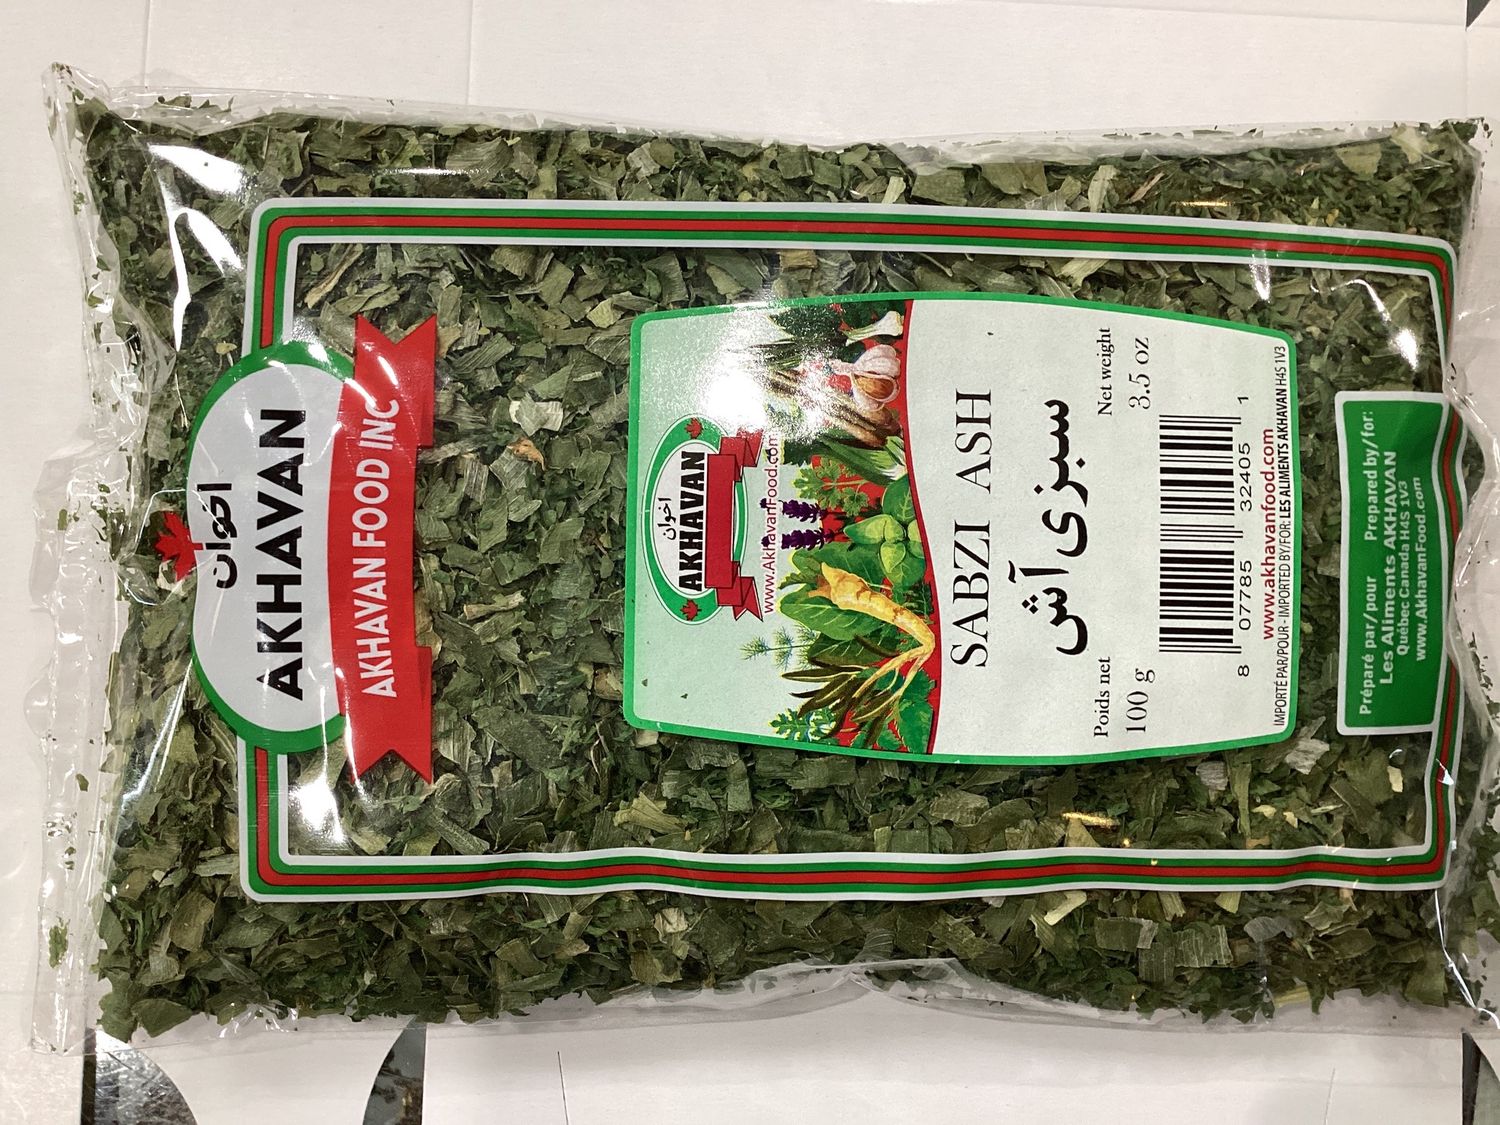 اخوان
AKHAVAN
AKHAVAN FOOD INC
اخوان
AKHAVAN
www.AkhavanFood.com
SABZI ASH
سبزی آش
Poids net
100 g
Net weight
3.5 oz
8 07785 32405 1
www.akhavanfood.com
IMPORTÉ PAR/POUR - IMPORTED BY/FOR: LES ALIMENTS AKHAVAN H4S 1V3
Préparé par/pour Prepared by/for:
Les Aliments AKHAVAN
Québec Canada H4S 1v3
www.AkhavanFood.com